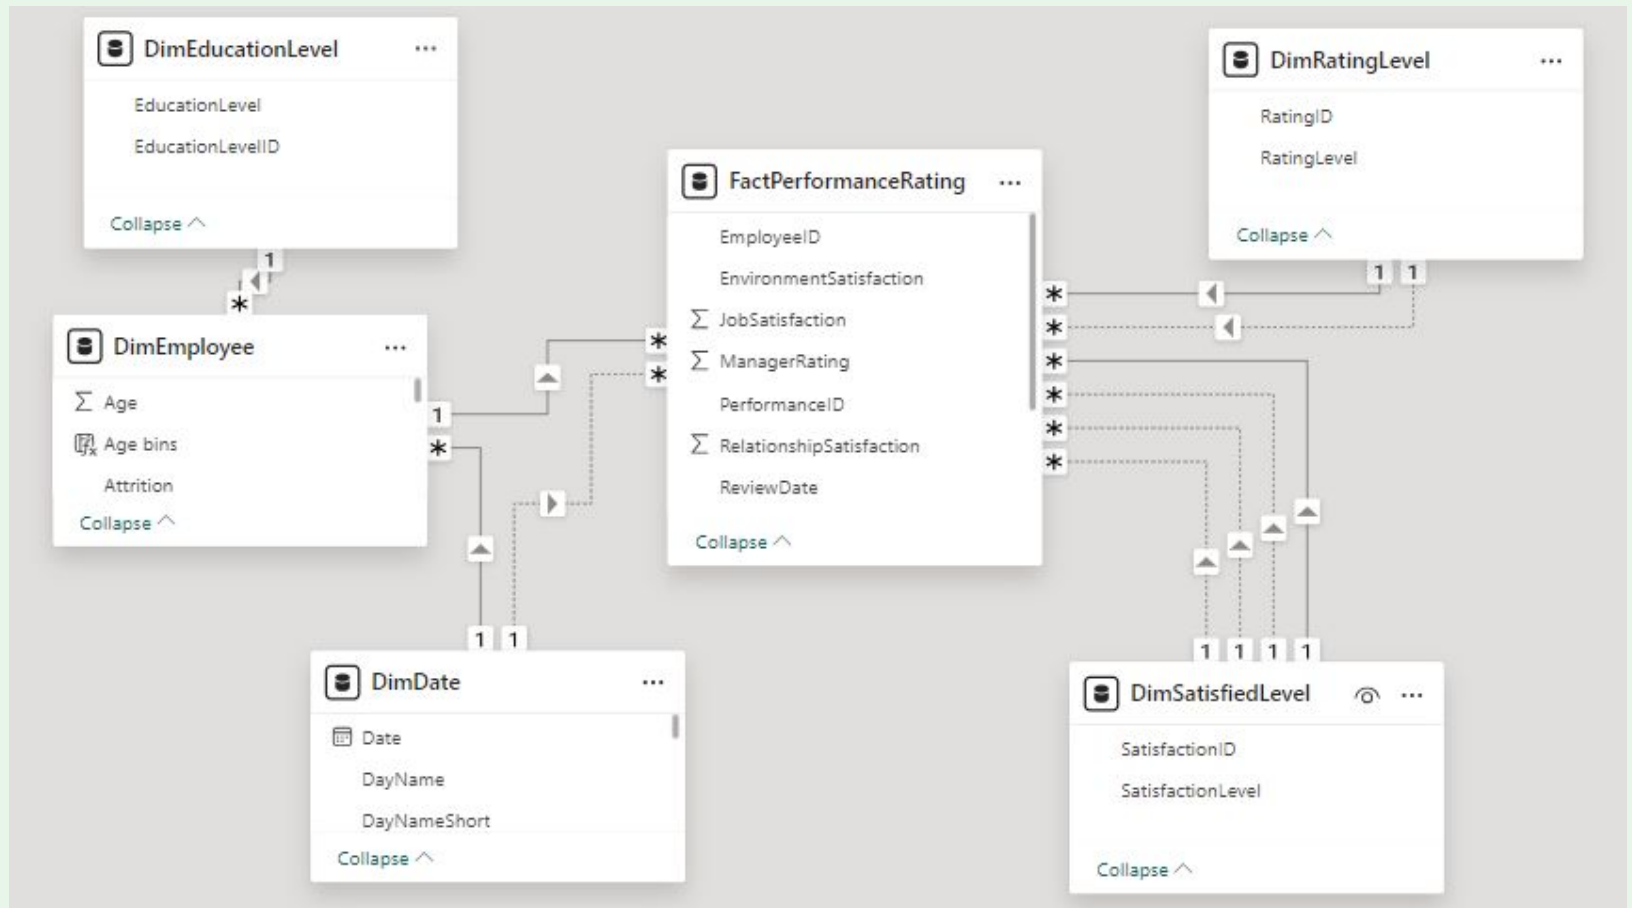 DimEducationLevel
EducationLevel
EducationLevelID
Collapse
1
*
DimEmployee
Age
Age bins
Attrition
Collapse
1
*
DimDate
Date
DayName
DayNameShort
Collapse
1 1
FactPerformanceRating
EmployeeID
EnvironmentSatisfaction
Σ JobSatisfaction
Σ ManagerRating
PerformanceID
Σ RelationshipSatisfaction
ReviewDate
Collapse
*
*
*
*
*
*
*
*
DimRatingLevel
RatingID
RatingLevel
Collapse
1 1
1 1 1 1
DimSatisfiedLevel
SatisfactionID
SatisfactionLevel
Collapse